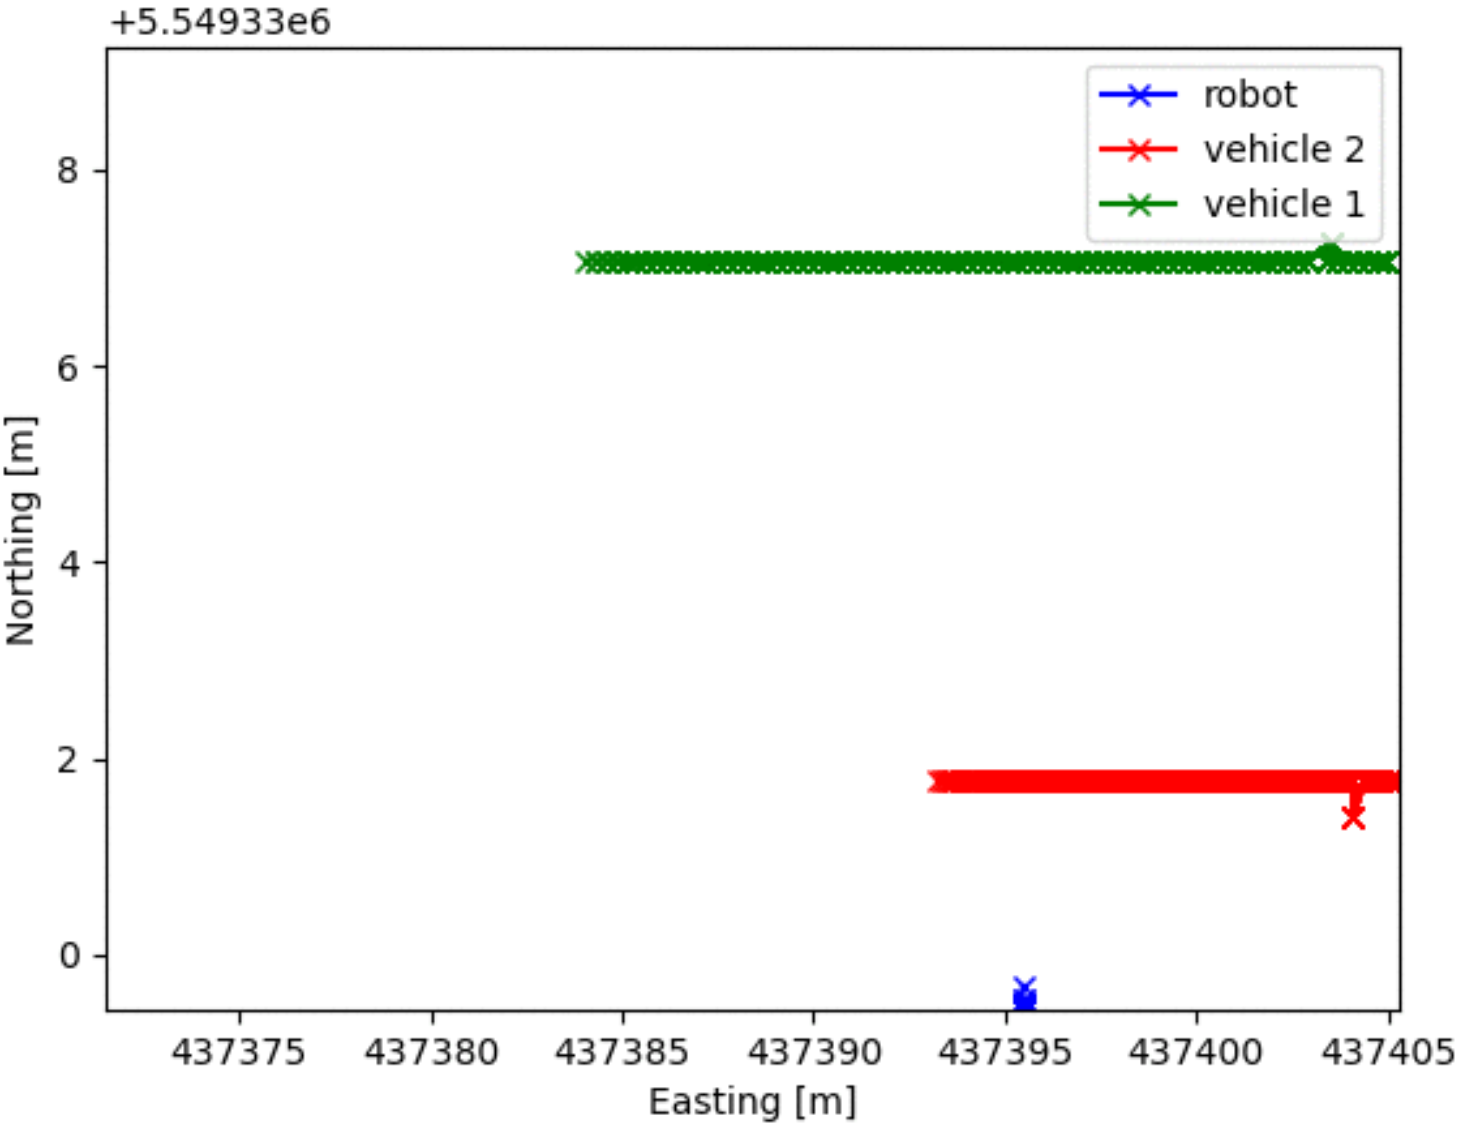 +5.54933e6
robot
vehicle 2
vehicle 1
8
6
4
2
0
Northing [m]
437375 437380 437385 437390 437395 437400 437405
Easting [m]